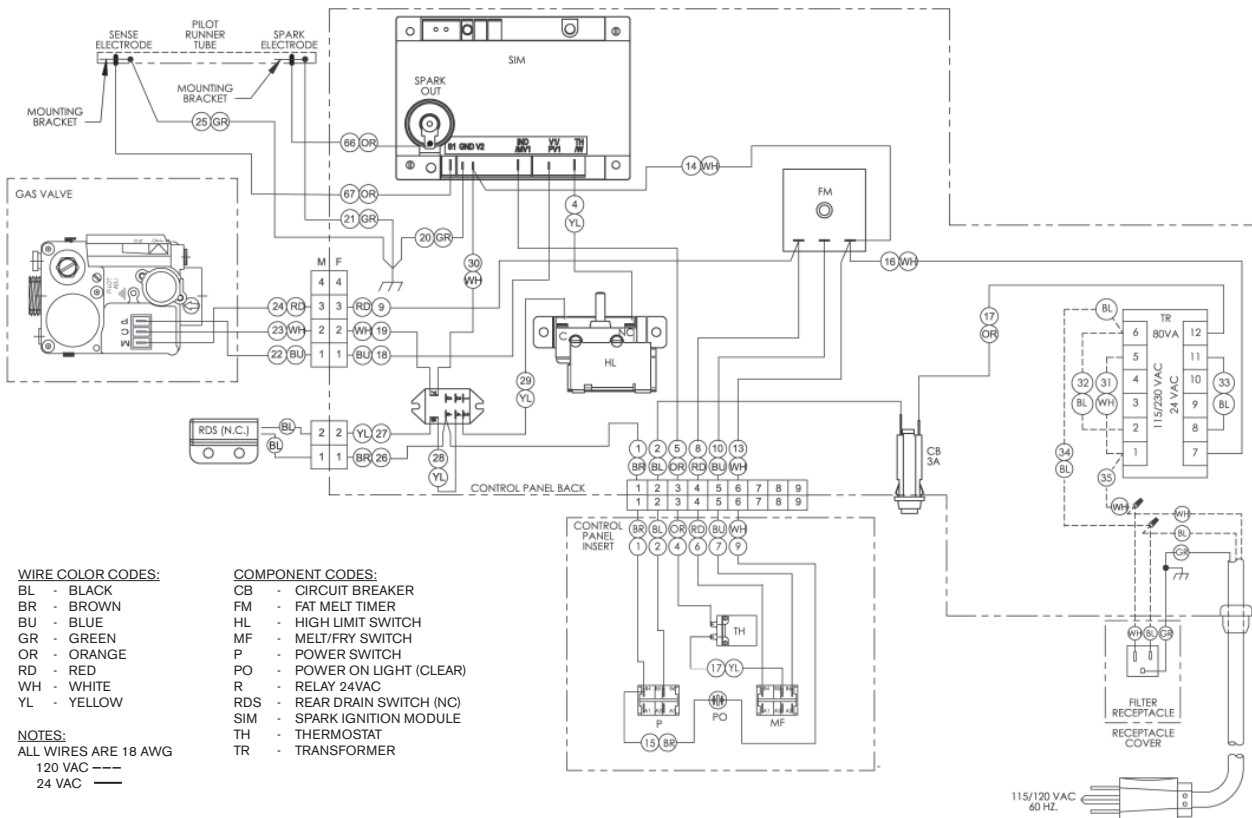 SENSE
ELECTRODE
PILOT
RUNNER
TUBE
SPARK
ELECTRODE
MOUNTING
BRACKET
MOUNTING
BRACKET
25 GR
66 OR
67 OR
21 GR
20 GR
SIM
SPARK
OUT
S1 GND V2
IND
V1/
PV1
TH
/W
14 WH
4
YL
30
WH
FM
16 WH
17
OR
GAS VALVE
PILOT
ADJ
P C M
M F
4 4
24 RD 3 3 RD 9
23 WH 2 2 WH 19
22 BU 1 1 BU 18
C
NC
HL
29
YL
RDS (N.C.)
BL
BL
2 2 YL 27
1 1 BR 26
28
YL
TR
80VA
115/230 VAC
24 VAC
6 12
5 11
4 10
3 9
2 8
1 7
BL
32
BL
31
WH
33
BL
34
BL
35
WH
WH
BL
GR
CB
3A
1 2 5 8 10 13
BR BL OR RD BU WH
CONTROL PANEL BACK
1 2 3 4 5 6 7 8 9
1 2 3 4 5 6 7 8 9
CONTROL
PANEL
INSERT
BR BL OR RD BU WH
1 2 4 6 7 9
TH
17 YL
P
PO
MF
15 BR
WH BL GR
FILTER
RECEPTACLE
RECEPTACLE
COVER
115/120 VAC
60 HZ.
WIRE COLOR CODES:
BL - BLACK
BR - BROWN
BU - BLUE
GR - GREEN
OR - ORANGE
RD - RED
WH - WHITE
YL - YELLOW
NOTES:
ALL WIRES ARE 18 AWG
120 VAC
24 VAC
COMPONENT CODES:
CB - CIRCUIT BREAKER
FM - FAT MELT TIMER
HL - HIGH LIMIT SWITCH
MF - MELT/FRY SWITCH
P - POWER SWITCH
PO - POWER ON LIGHT (CLEAR)
R - RELAY 24VAC
RDS - REAR DRAIN SWITCH (NC)
SIM - SPARK IGNITION MODULE
TH - THERMOSTAT
TR - TRANSFORMER